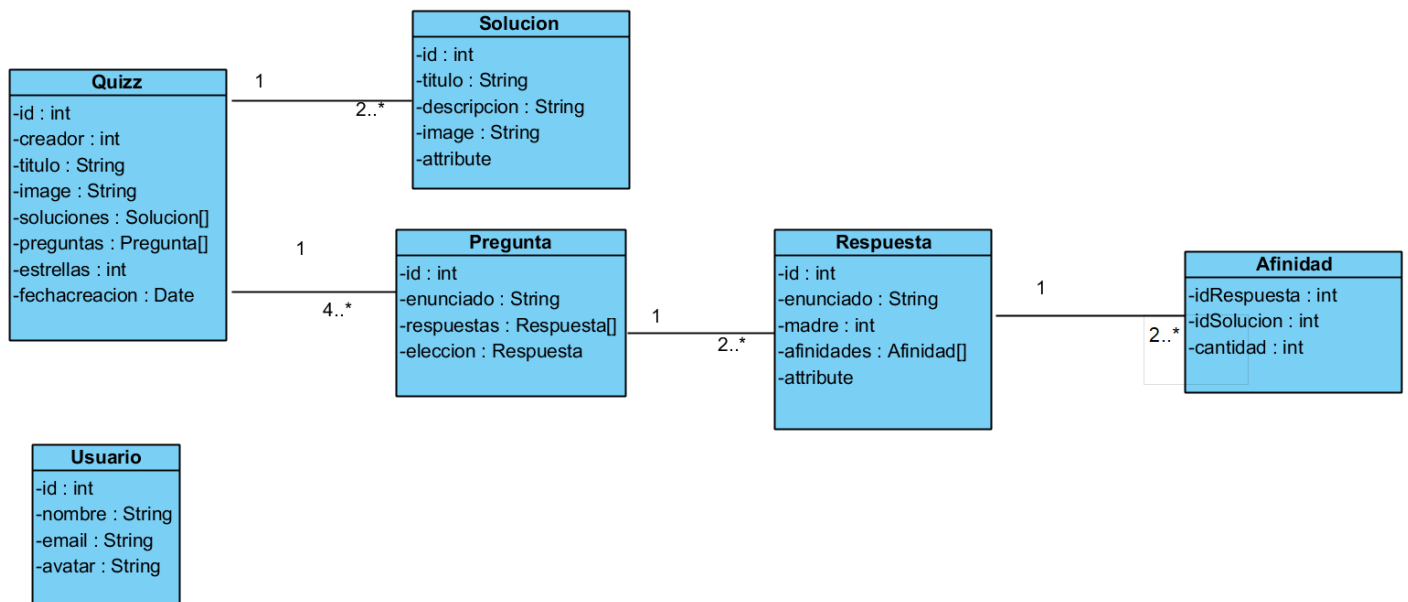 Quizz
-id : int
-creador : int
-titulo : String
-image : String
-soluciones : Solucion[]
-preguntas : Pregunta[]
-estrellas : int
-fechacreacion : Date
1
2..*
Solucion
-id : int
-titulo : String
-descripcion : String
-image : String
-attribute
1
4..*
Pregunta
-id : int
-enunciado : String
-respuestas : Respuesta[]
-eleccion : Respuesta
1
2..*
Respuesta
-id : int
-enunciado : String
-madre : int
-afinidades : Afinidad[]
-attribute
1
2..*
Afinidad
-idRespuesta : int
-idSolucion : int
-cantidad : int
Usuario
-id : int
-nombre : String
-email : String
-avatar : String